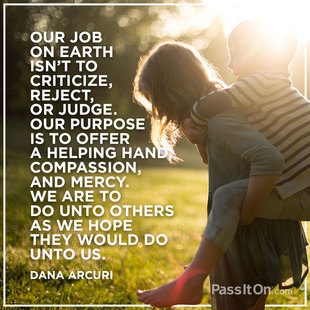 OUR JOB
ON EARTH
ISN'T TO
CRITICIZE,
REJECT,
OR JUDGE.
OUR PURPOSE
IS TO OFFER
A HELPING HAND,
COMPASSION,
AND MERCY.
WE ARE TO
DO UNTO OTHERS
AS WE HOPE
THEY WOULD DO
UNTO US.
DANA ARCURI
PassItOn.com